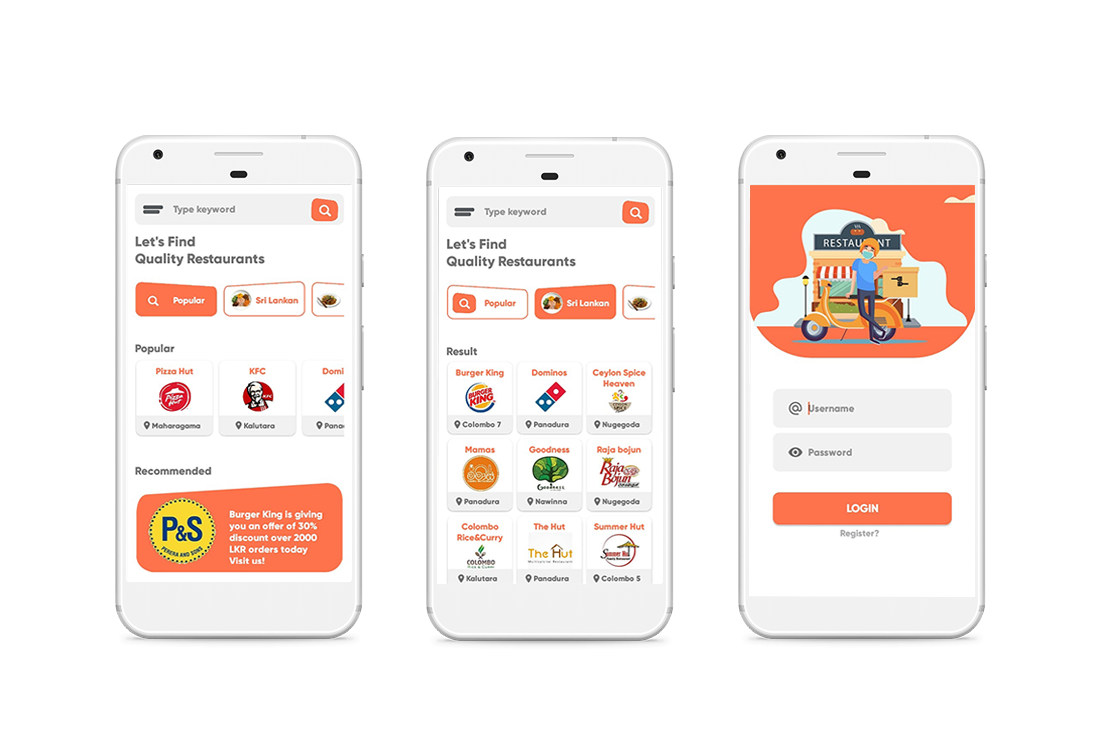 Type keyword
Let's Find
Quality Restaurants
Popular
Sri Lankan
Popular
Pizza Hut
KFC
Domi
Pizza
Hut
KFC
Maharagama
Kalutara
Pana
Recommended
P&S
PERERA AND SONS
Burger King is giving
you an offer of 30%
discount over 2000
LKR orders today
Visit us!
Type keyword
Let's Find
Quality Restaurants
Popular
Sri Lankan
Result
Burger King
Dominos
Ceylon Spice
Heaven
BURGER
KING
Colombo 7
Panadura
Nugegoda
Mamas
Goodness
Raja bojun
Goodness
Raja
Bojun
Panadura
Nawinna
Nugegoda
Colombo
Rice&Curry
The Hut
Summer Hut
COLOMBO
RICE & CURRY
The Hut
Summer Hut
Kalutara
Panadura
Colombo 5
RESTAURANT
@ Username
Password
LOGIN
Register?